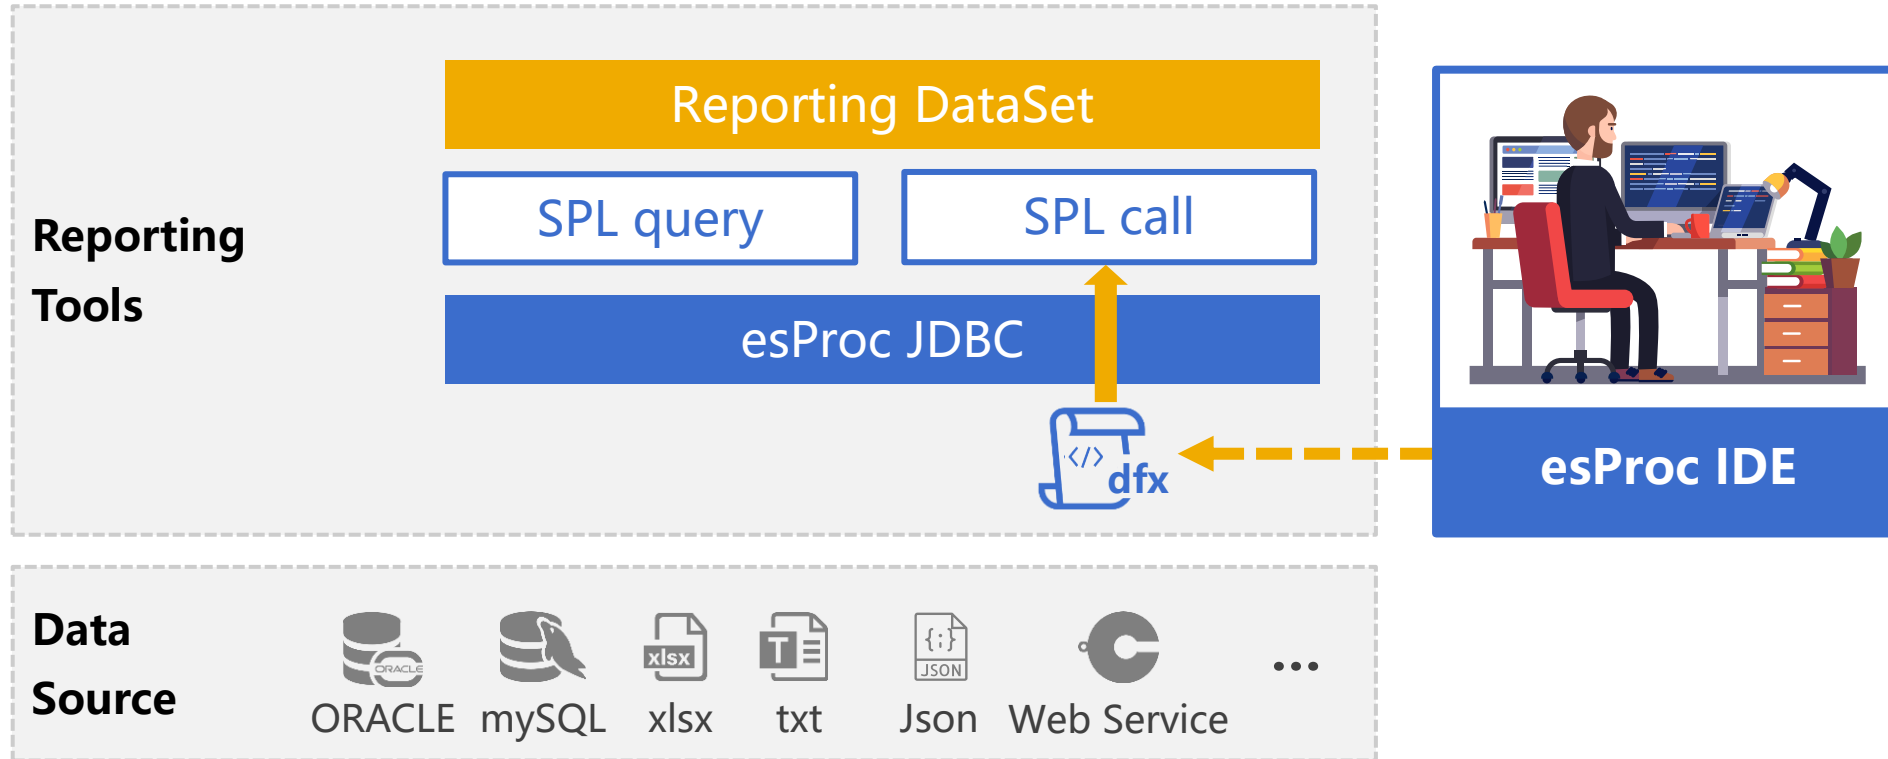 Reporting DataSet
SPL query
SPL call
Reporting
Tools
esProc JDBC
</>
dfx
esProc IDE
Data
Source
ORACLE
xlsx
T
{;}
JSON
...
ORACLE
mySQL
xlsx
txt
Json
Web Service